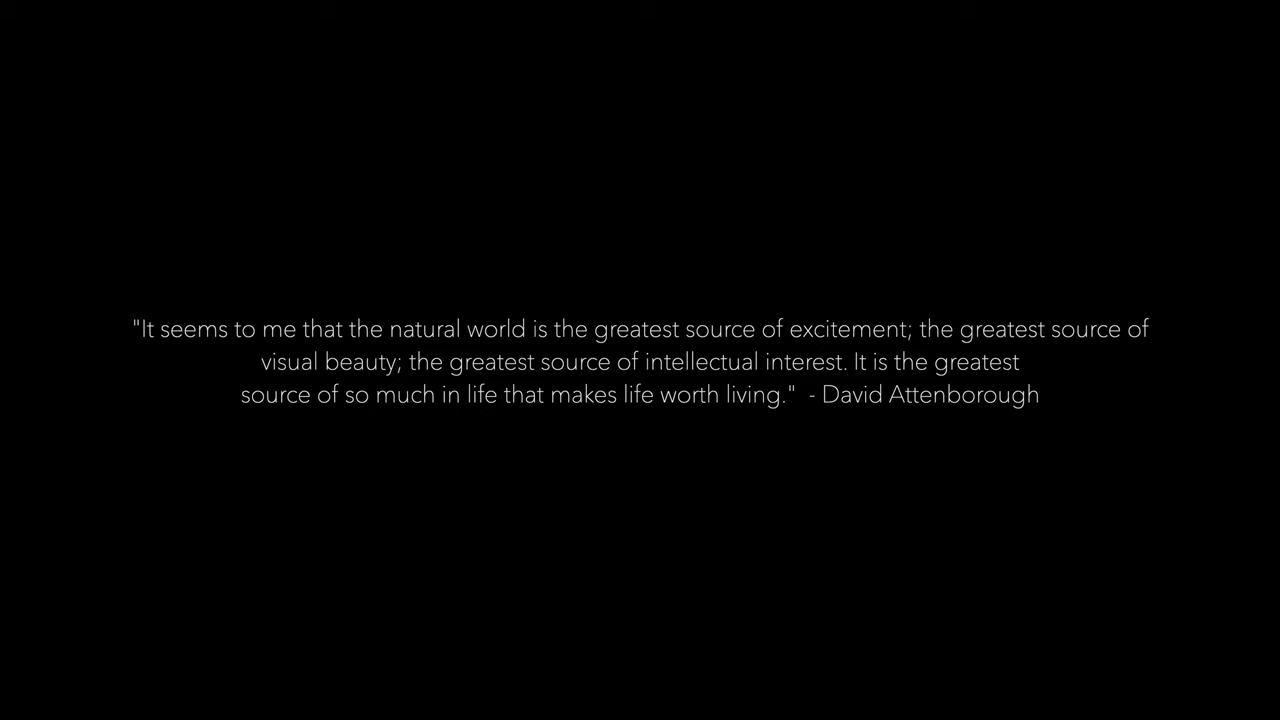 "It seems to me that the natural world is the greatest source of excitement; the greatest source of
visual beauty; the greatest source of intellectual interest. It is the greatest
source of so much in life that makes life worth living."  - David Attenborough